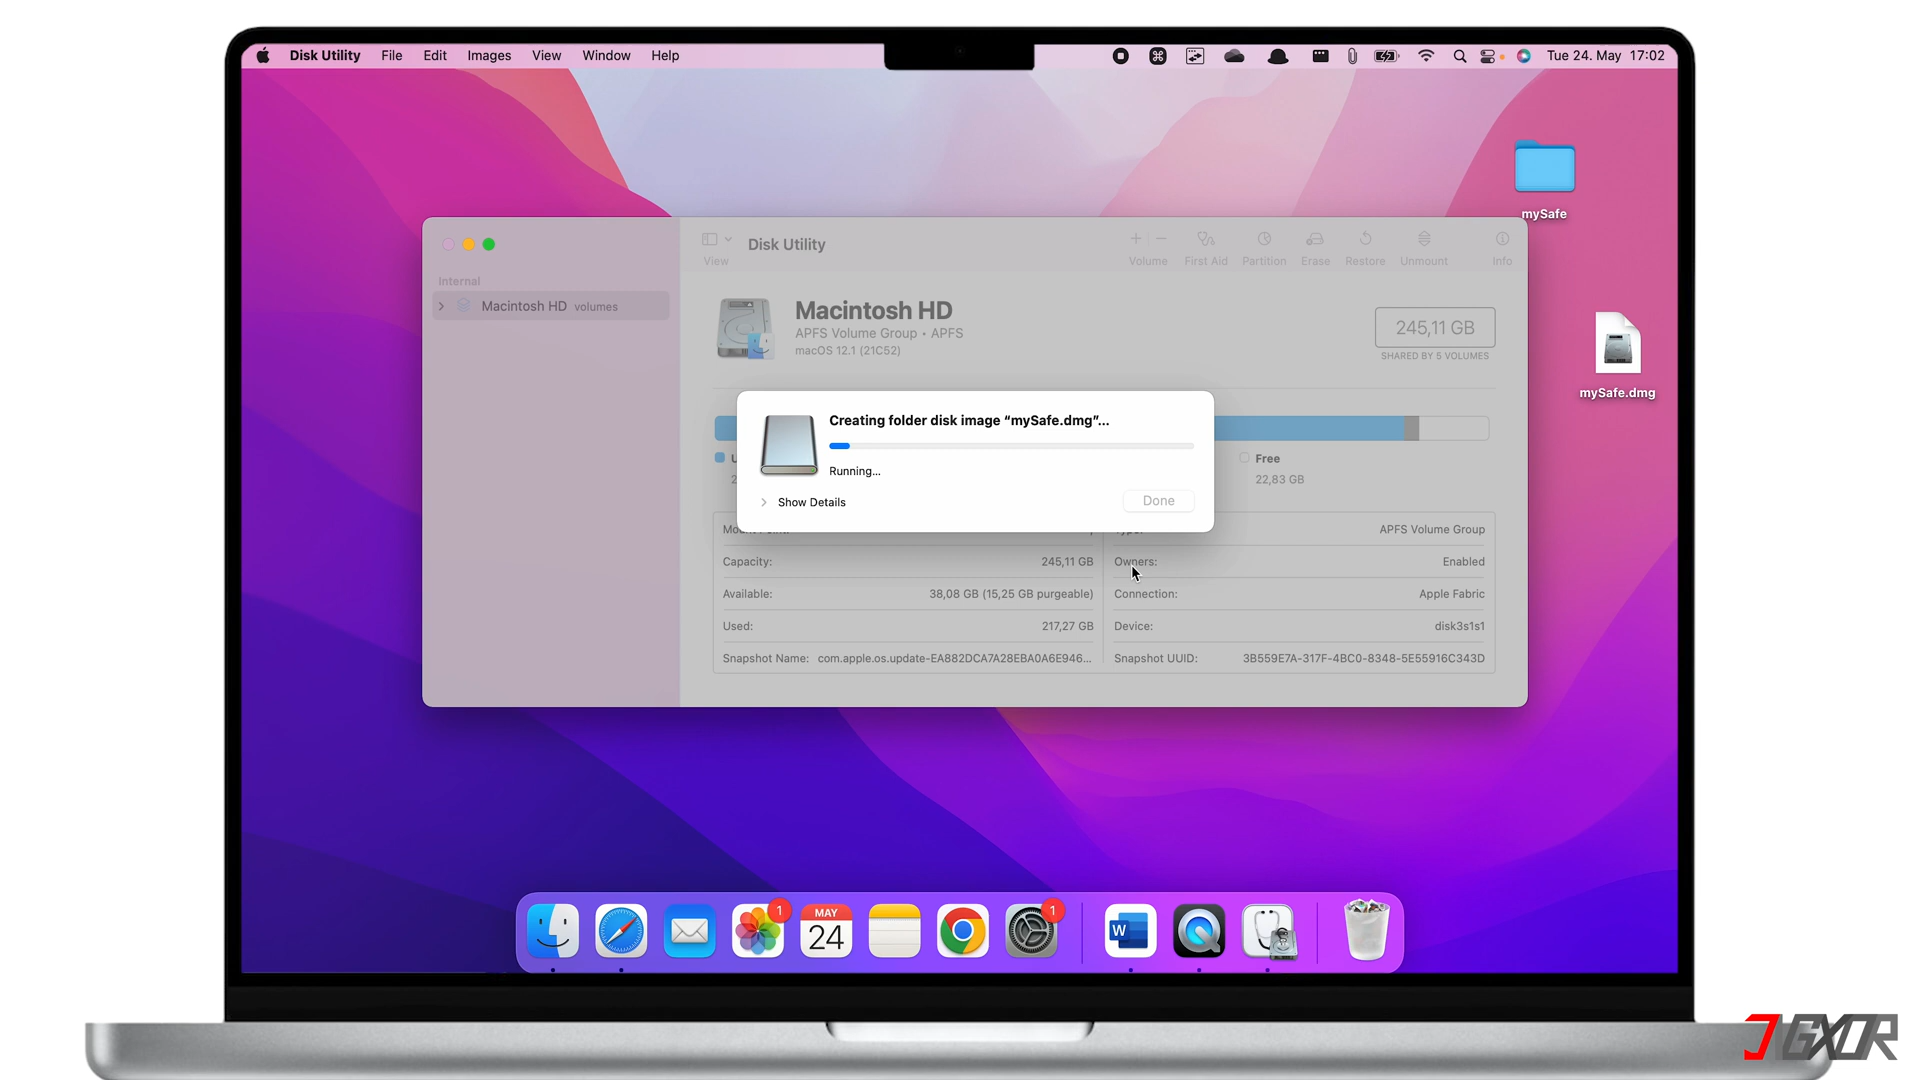 Disk Utility File Edit Images View Window Help
Tue 24. May 17:02
mySafe
mySafe.dmg
Disk Utility
View
Volume First Aid Partition Erase Restore Unmount Info
Internal
Macintosh HD volumes
Macintosh HD
APFS Volume Group • APFS
macOS 12.1 (21C52)
245,11 GB
SHARED BY 5 VOLUMES
Creating folder disk image “mySafe.dmg”...
Running...
Show Details
Done
Free
22,83 GB
APFS Volume Group
Capacity: 245,11 GB
Owners: Enabled
Available: 38,08 GB (15,25 GB purgeable)
Connection: Apple Fabric
Used: 217,27 GB
Device: disk3s1s1
Snapshot Name: com.apple.os.update-EA882DCA7A28EBA0A6E946...
Snapshot UUID: 3B559E7A-317F-4BC0-8348-5E55916C343D
1
MAY
24
1
W
JGXOR